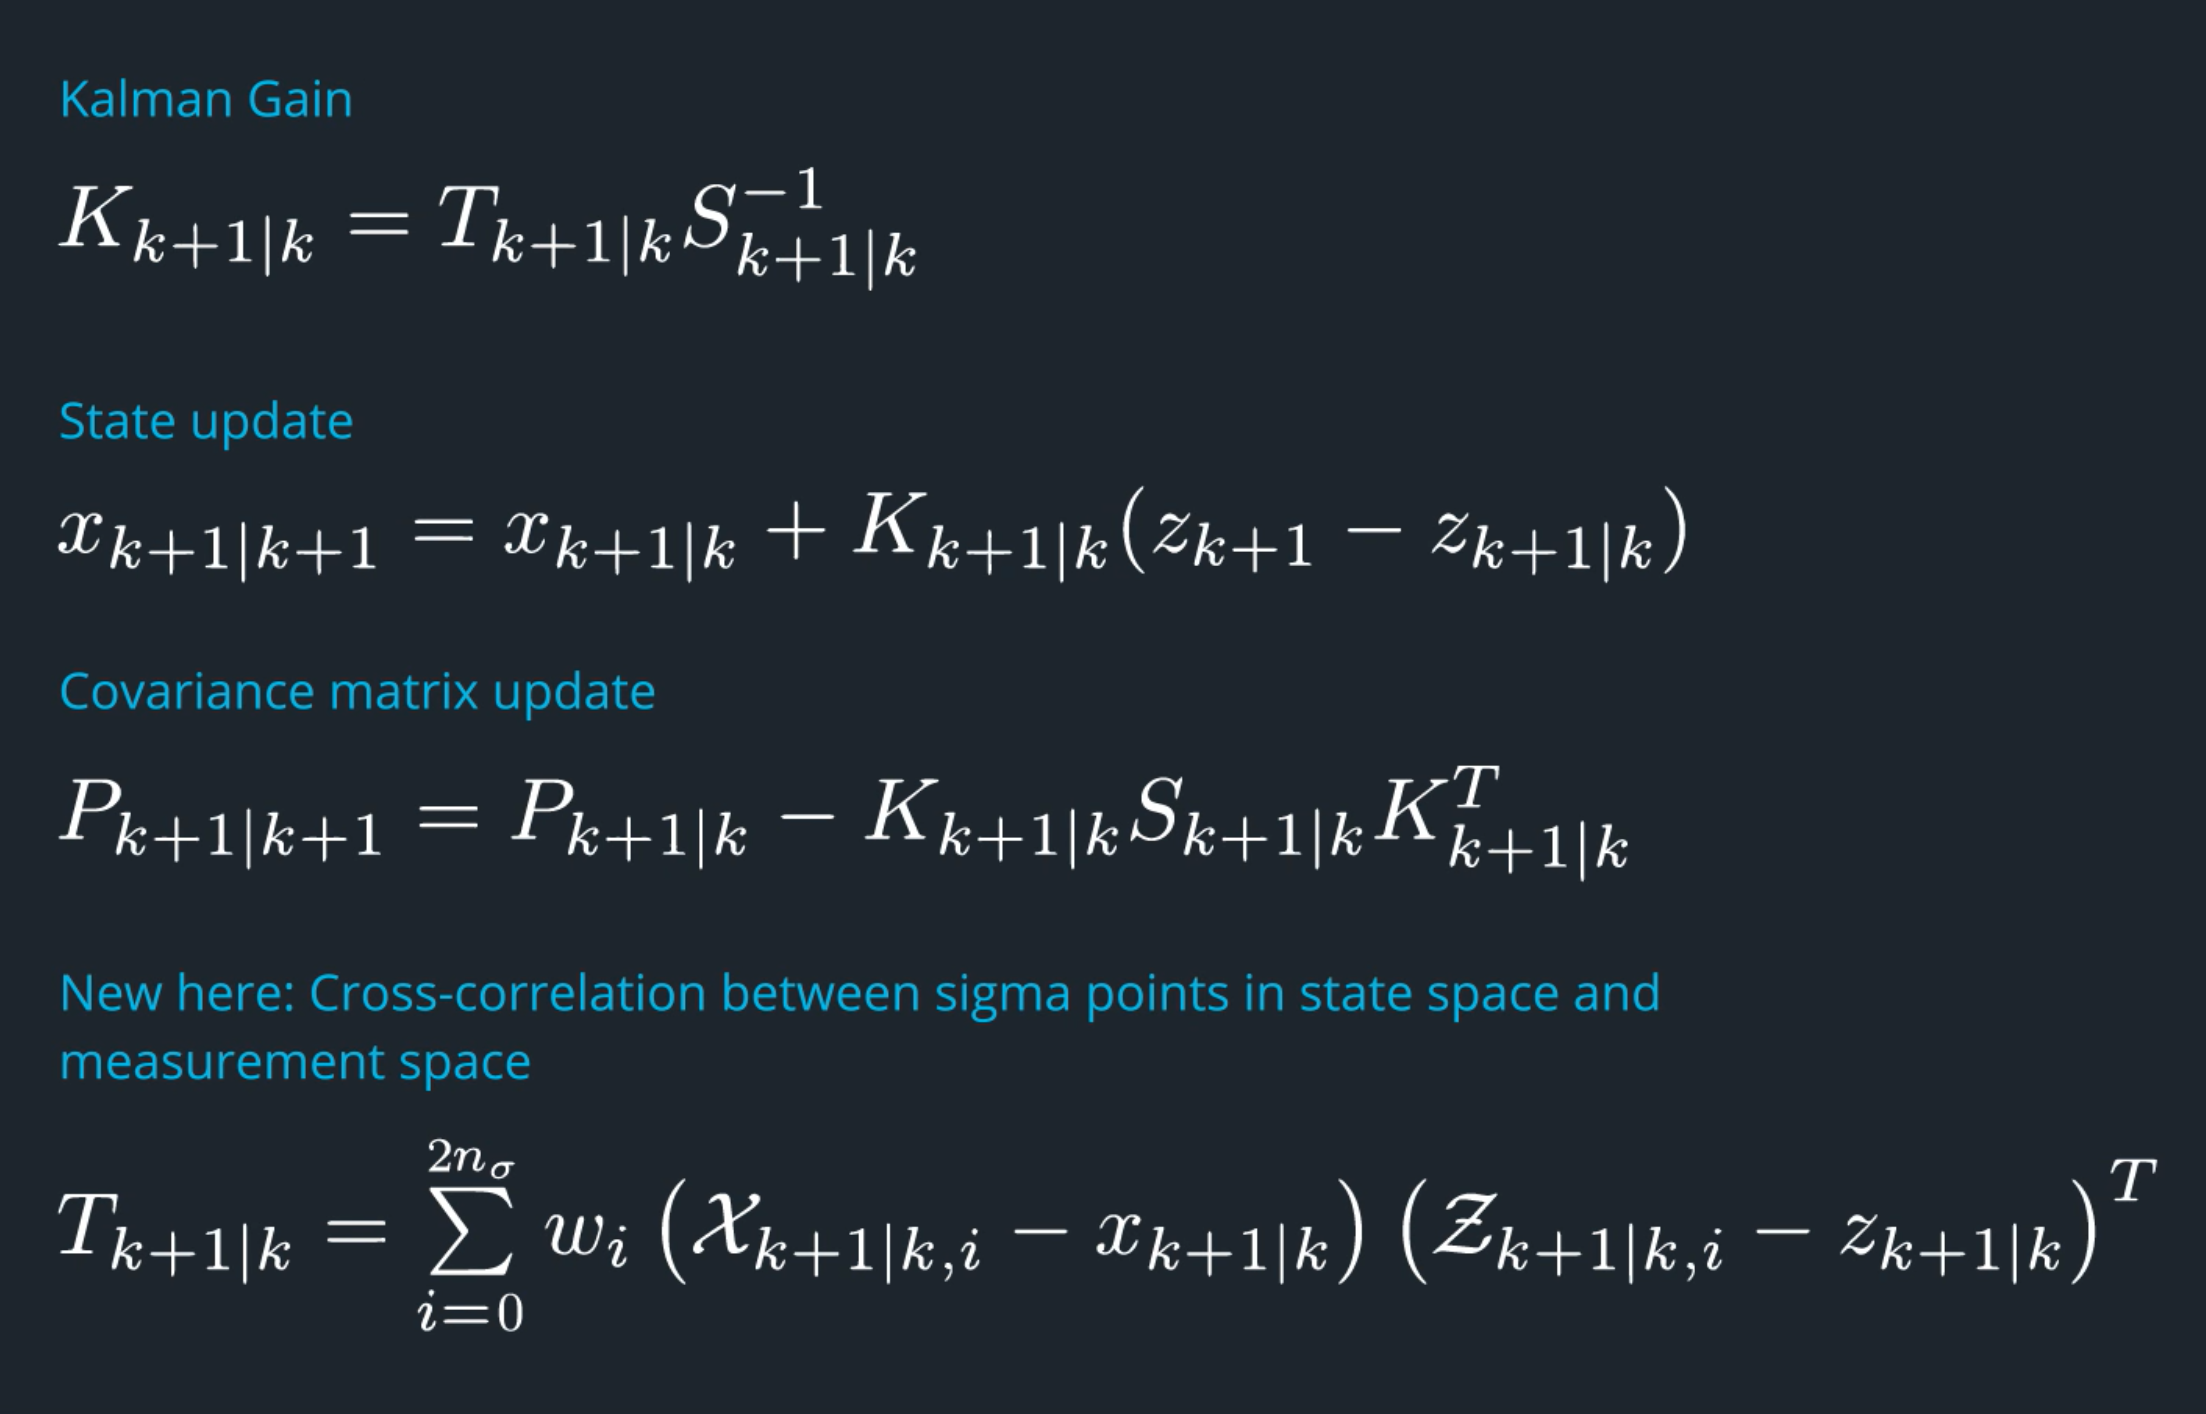 Kalman Gain
$K_{k+1|k} = T_{k+1|k} S_{k+1|k}^{-1}$
State update
$x_{k+1|k+1} = x_{k+1|k} + K_{k+1|k}(z_{k+1} - z_{k+1|k})$
Covariance matrix update
$P_{k+1|k+1} = P_{k+1|k} - K_{k+1|k} S_{k+1|k} K_{k+1|k}^{T}$
New here: Cross-correlation between sigma points in state space and
measurement space
$T_{k+1|k} = \sum_{i=0}^{2n_\sigma} w_i \left(\mathcal{X}_{k+1|k,i} - x_{k+1|k}\right) \left(\mathcal{Z}_{k+1|k,i} - z_{k+1|k}\right)^T$